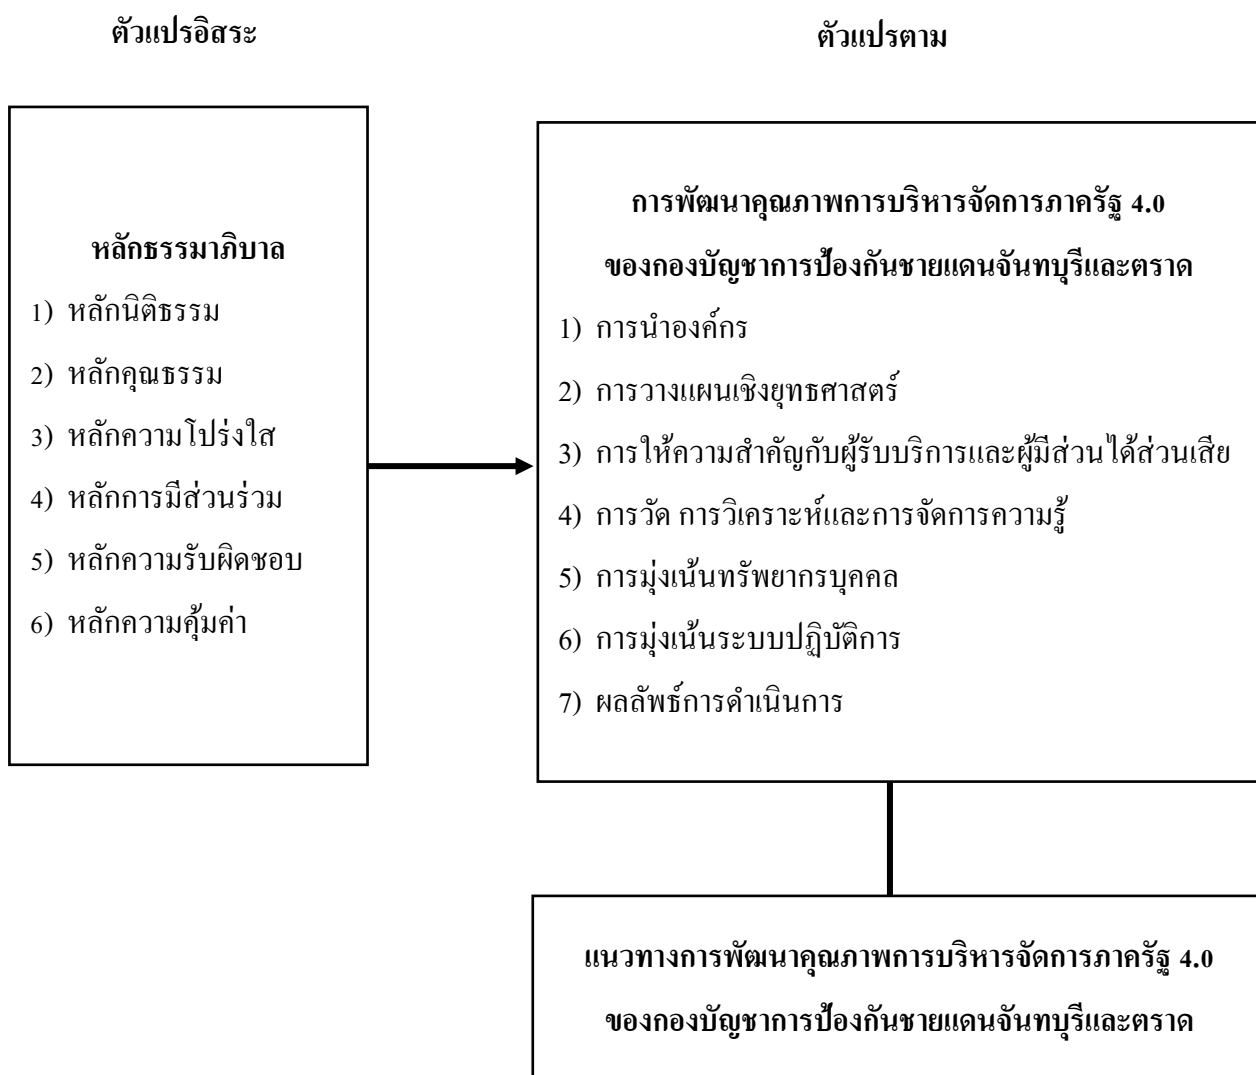 ตัวแปรอิสระ
ตัวแปรตาม
หลักธรรมาภิบาล
1) หลักนิติธรรม
2) หลักคุณธรรม
3) หลักความโปร่งใส
4) หลักการมีส่วนร่วม
5) หลักความรับผิดชอบ
6) หลักความคุ้มค่า
การพัฒนาคุณภาพการบริหารจัดการภาครัฐ 4.0
ของกองบัญชาการป้องกันชายแดนจันทบุรีและตราด
1) การนำองค์กร
2) การวางแผนเชิงยุทธศาสตร์
3) การให้ความสำคัญกับผู้รับบริการและผู้มีส่วนได้ส่วนเสีย
4) การวัด การวิเคราะห์และการจัดการความรู้
5) การมุ่งเน้นทรัพยากรบุคคล
6) การมุ่งเน้นระบบปฏิบัติการ
7) ผลลัพธ์การดำเนินการ
แนวทางการพัฒนาคุณภาพการบริหารจัดการภาครัฐ 4.0
ของกองบัญชาการป้องกันชายแดนจันทบุรีและตราด